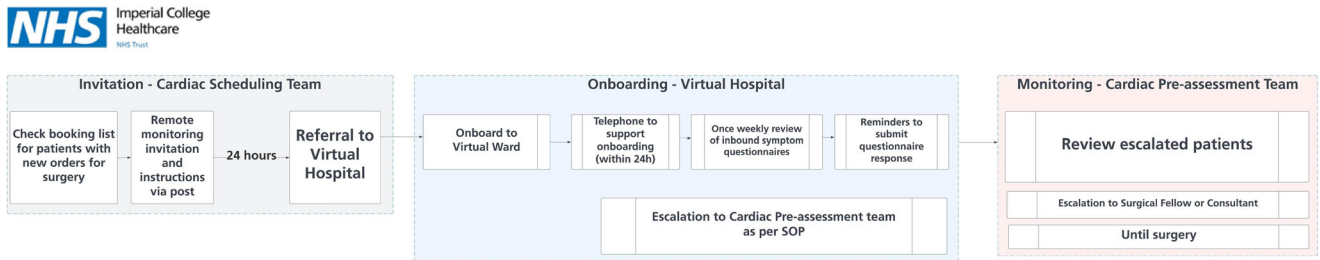 NHS
Imperial College
Healthcare
NHS Trust
Invitation - Cardiac Scheduling Team
Check booking list
for patients with
new orders for
surgery
Remote
monitoring
invitation
and
instructions
via post
24 hours
Referral to
Virtual
Hospital
Onboarding - Virtual Hospital
Onboard to
Virtual Ward
Telephone to
support
onboarding
(within 24h)
Once weekly review
of inbound symptom
questionnaires
Reminders to
submit
questionnaire
response
Escalation to Cardiac Pre-assessment team
as per SOP
Monitoring - Cardiac Pre-assessment Team
Review escalated patients
Escalation to Surgical Fellow or Consultant
Until surgery